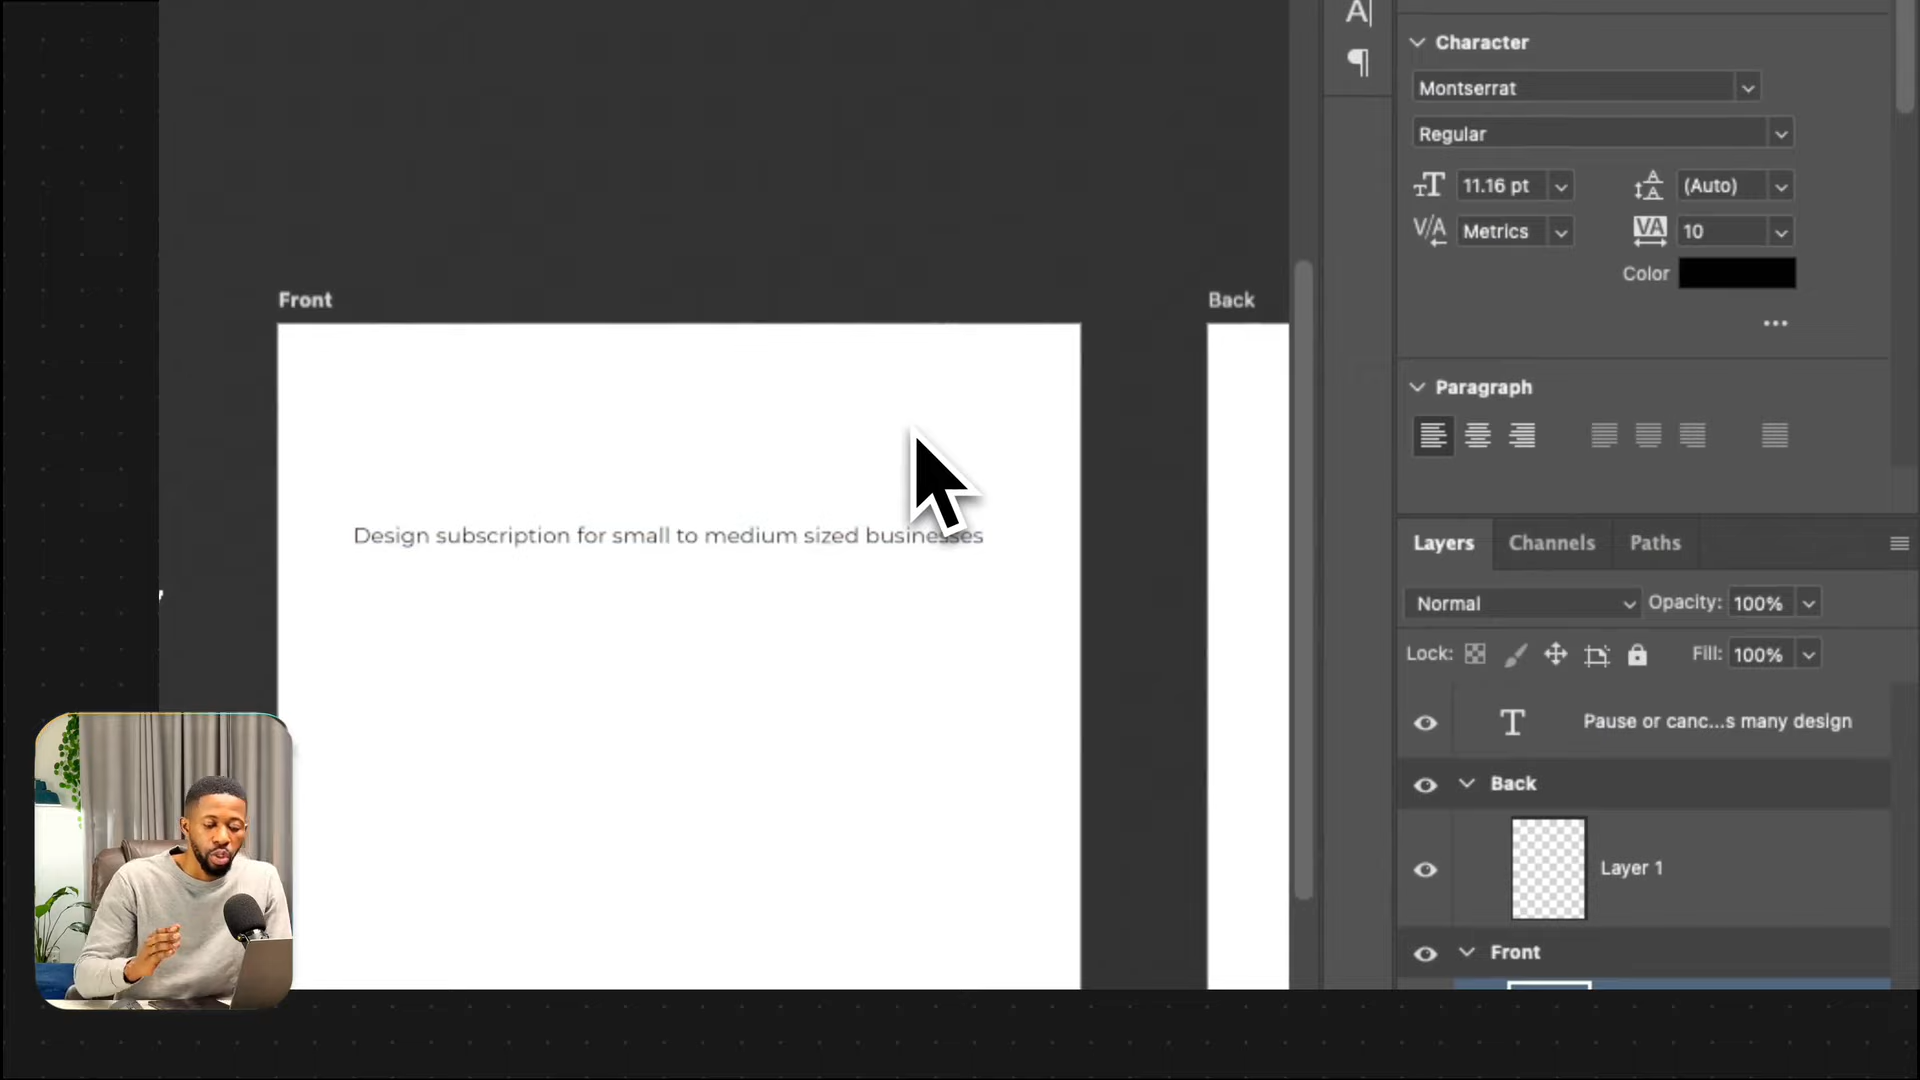 A|
Character
Montserrat
Regular
11.16 pt
(Auto)
V/A Metrics
VA 10
Color
Front
Back
Paragraph
Design subscription for small to medium sized businesses
Layers Channels Paths
Normal Opacity: 100%
Lock: Fill: 100%
T Pause or canc...s many design
Back
Layer 1
Front